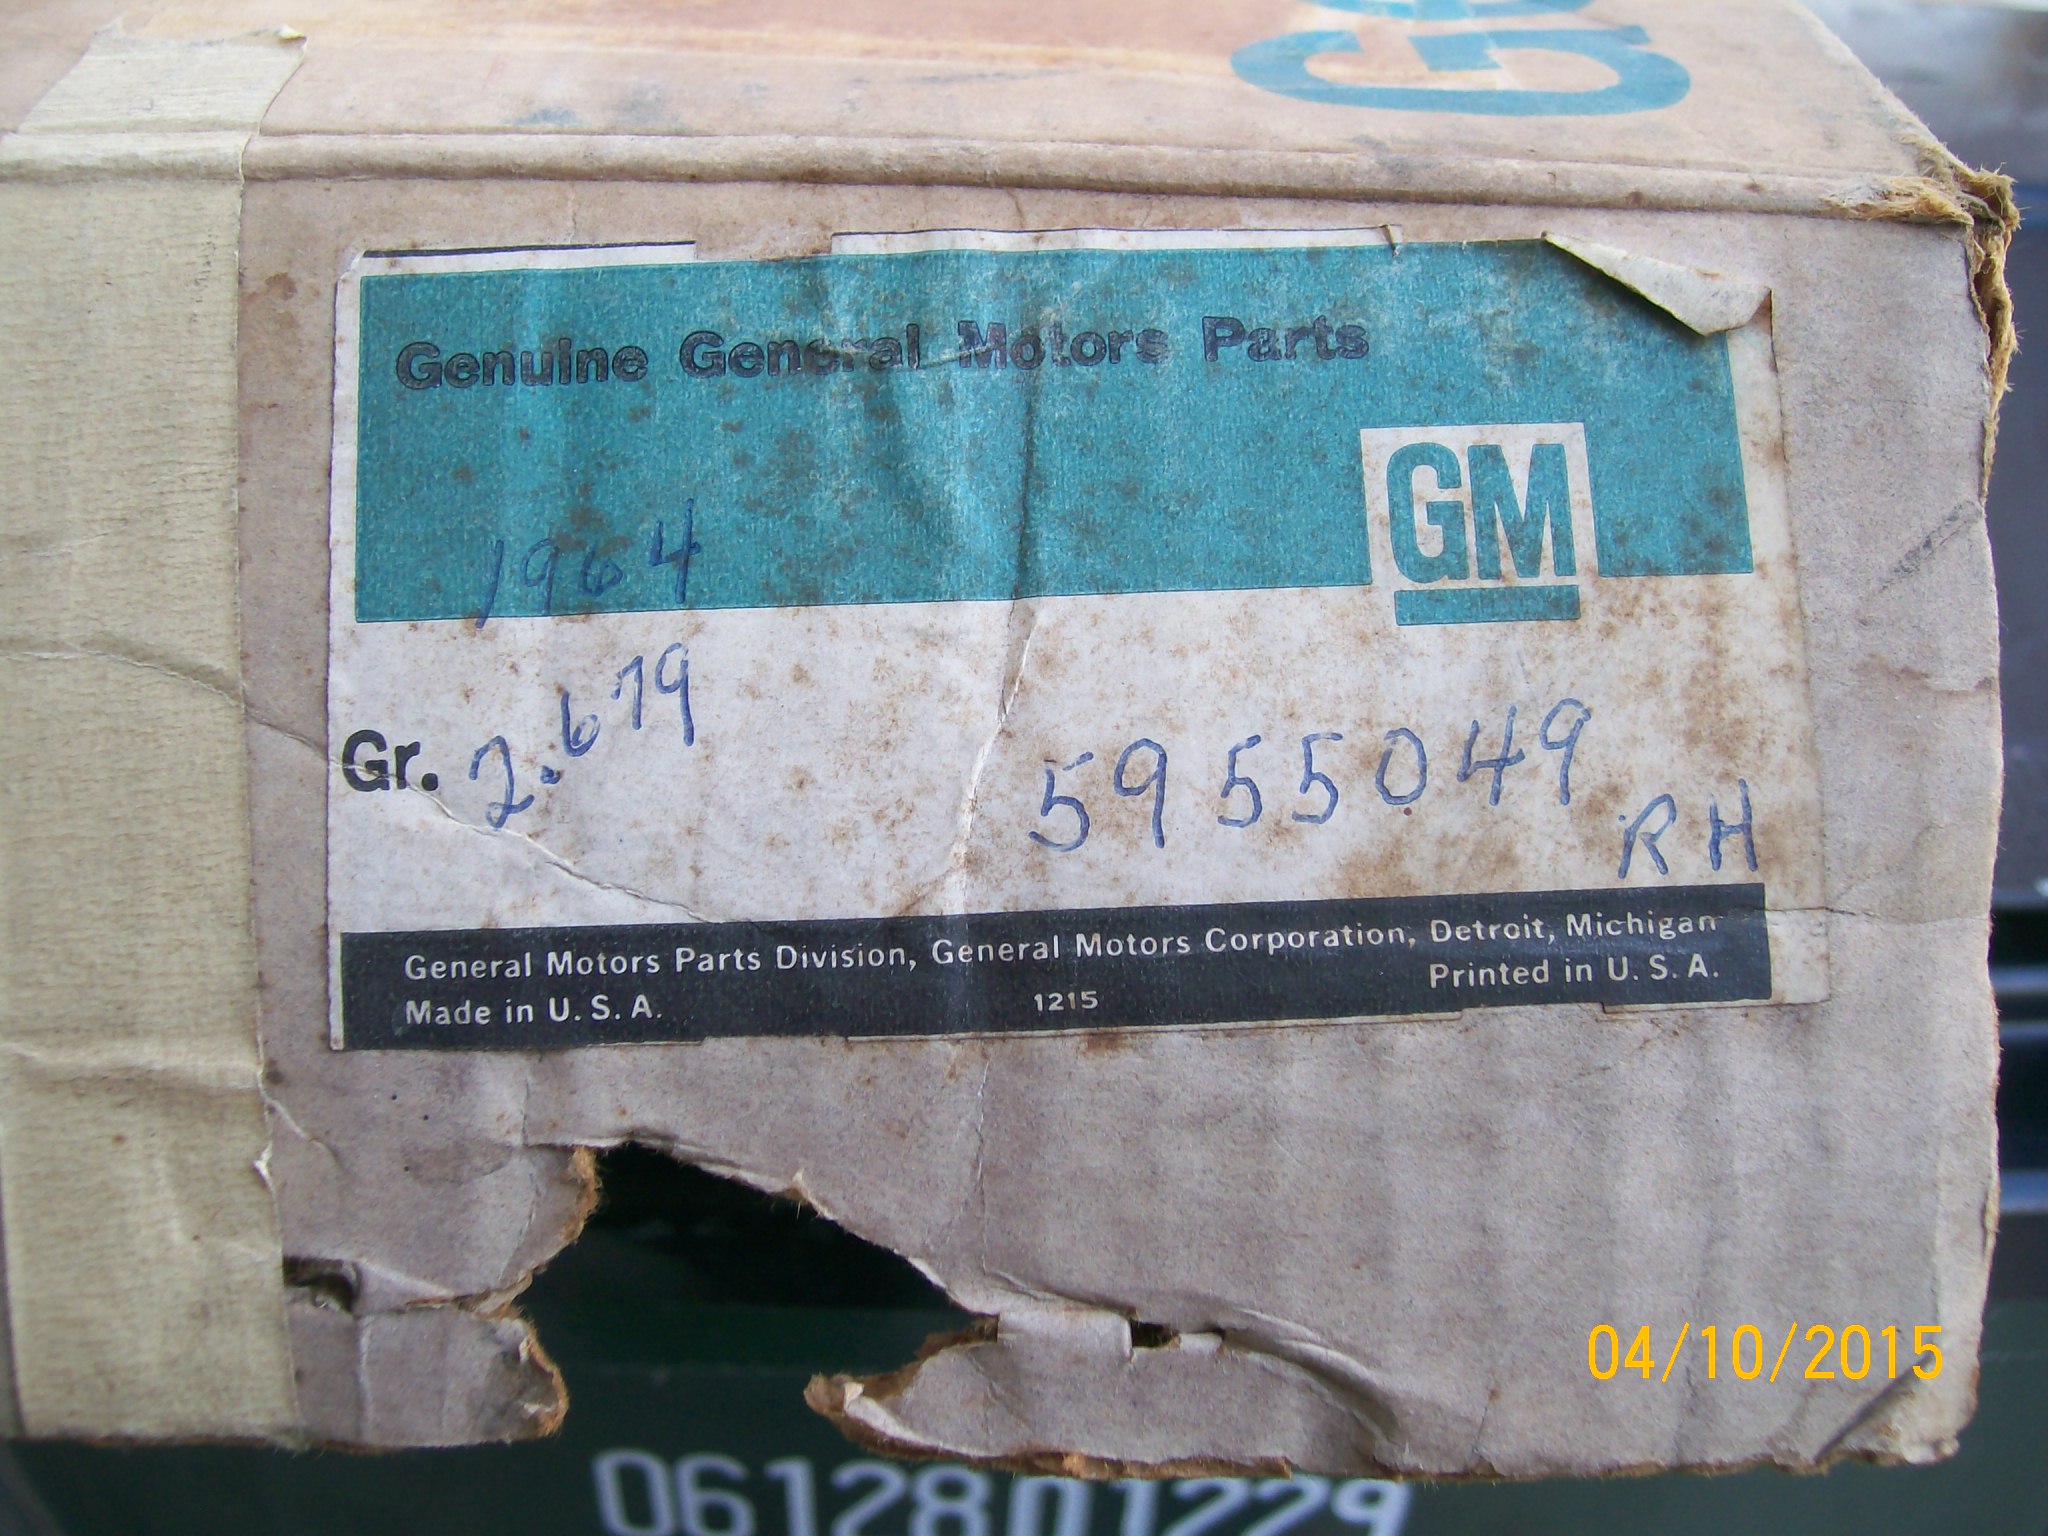 Genuine General Motors Parts
GM
1964
Gr. 2.679
5955049
RH
General Motors Parts Division, General Motors Corporation, Detroit, Michigan
Made in U. S. A.
1215
Printed in U. S. A.
04/10/2015
0612801229